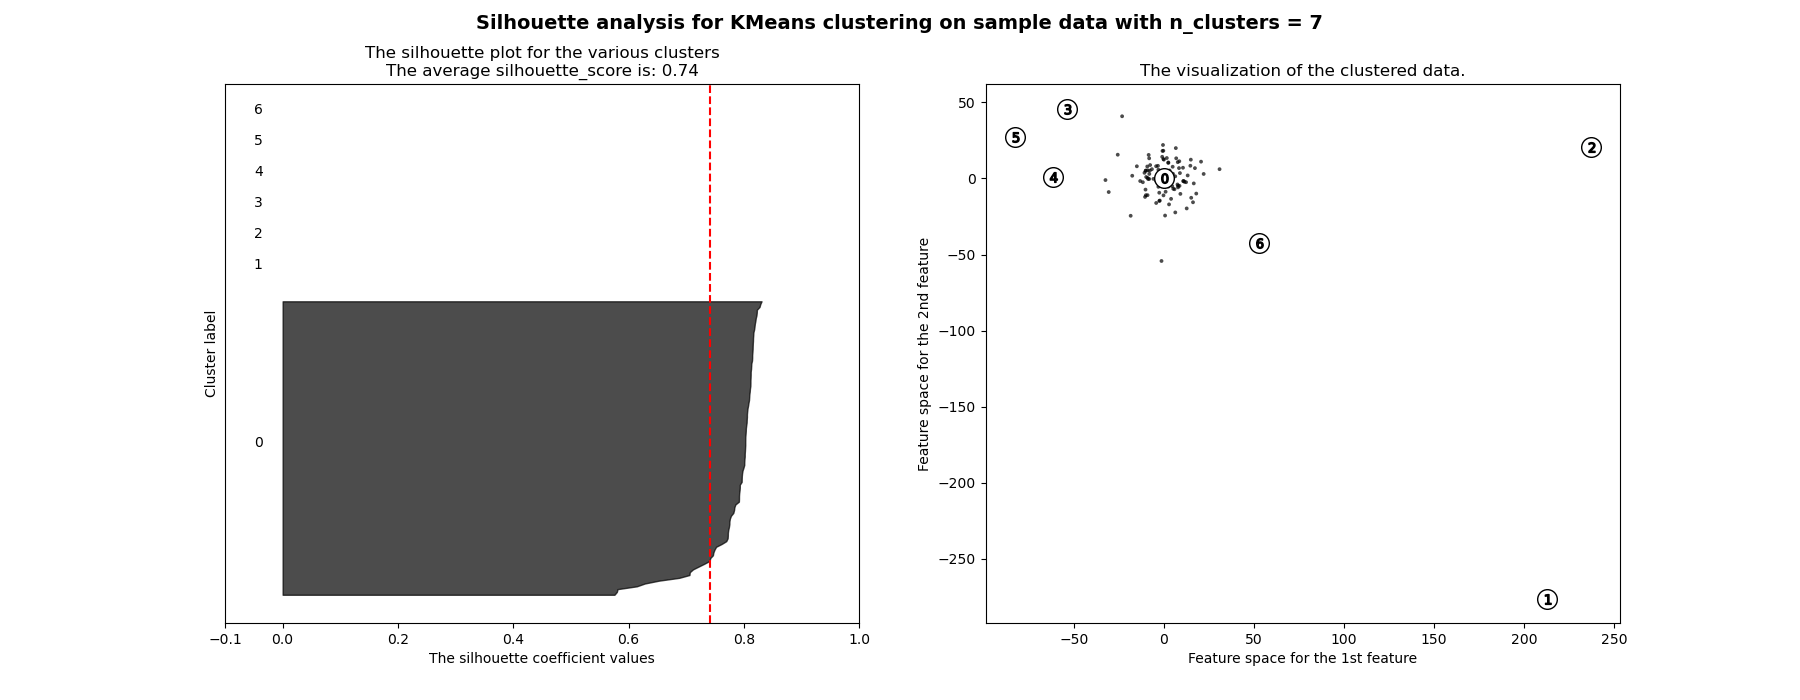 Silhouette analysis for KMeans clustering on sample data with n_clusters = 7
The silhouette plot for the various clusters
The average silhouette_score is: 0.74
6
5
4
3
2
1
0
Cluster label
−0.1 0.0 0.2 0.4 0.6 0.8 1.0
The silhouette coefficient values
The visualization of the clustered data.
50
0
−50
−100
−150
−200
−250
Feature space for the 2nd feature
3
5
2
4
0
6
1
−50 0 50 100 150 200 250
Feature space for the 1st feature